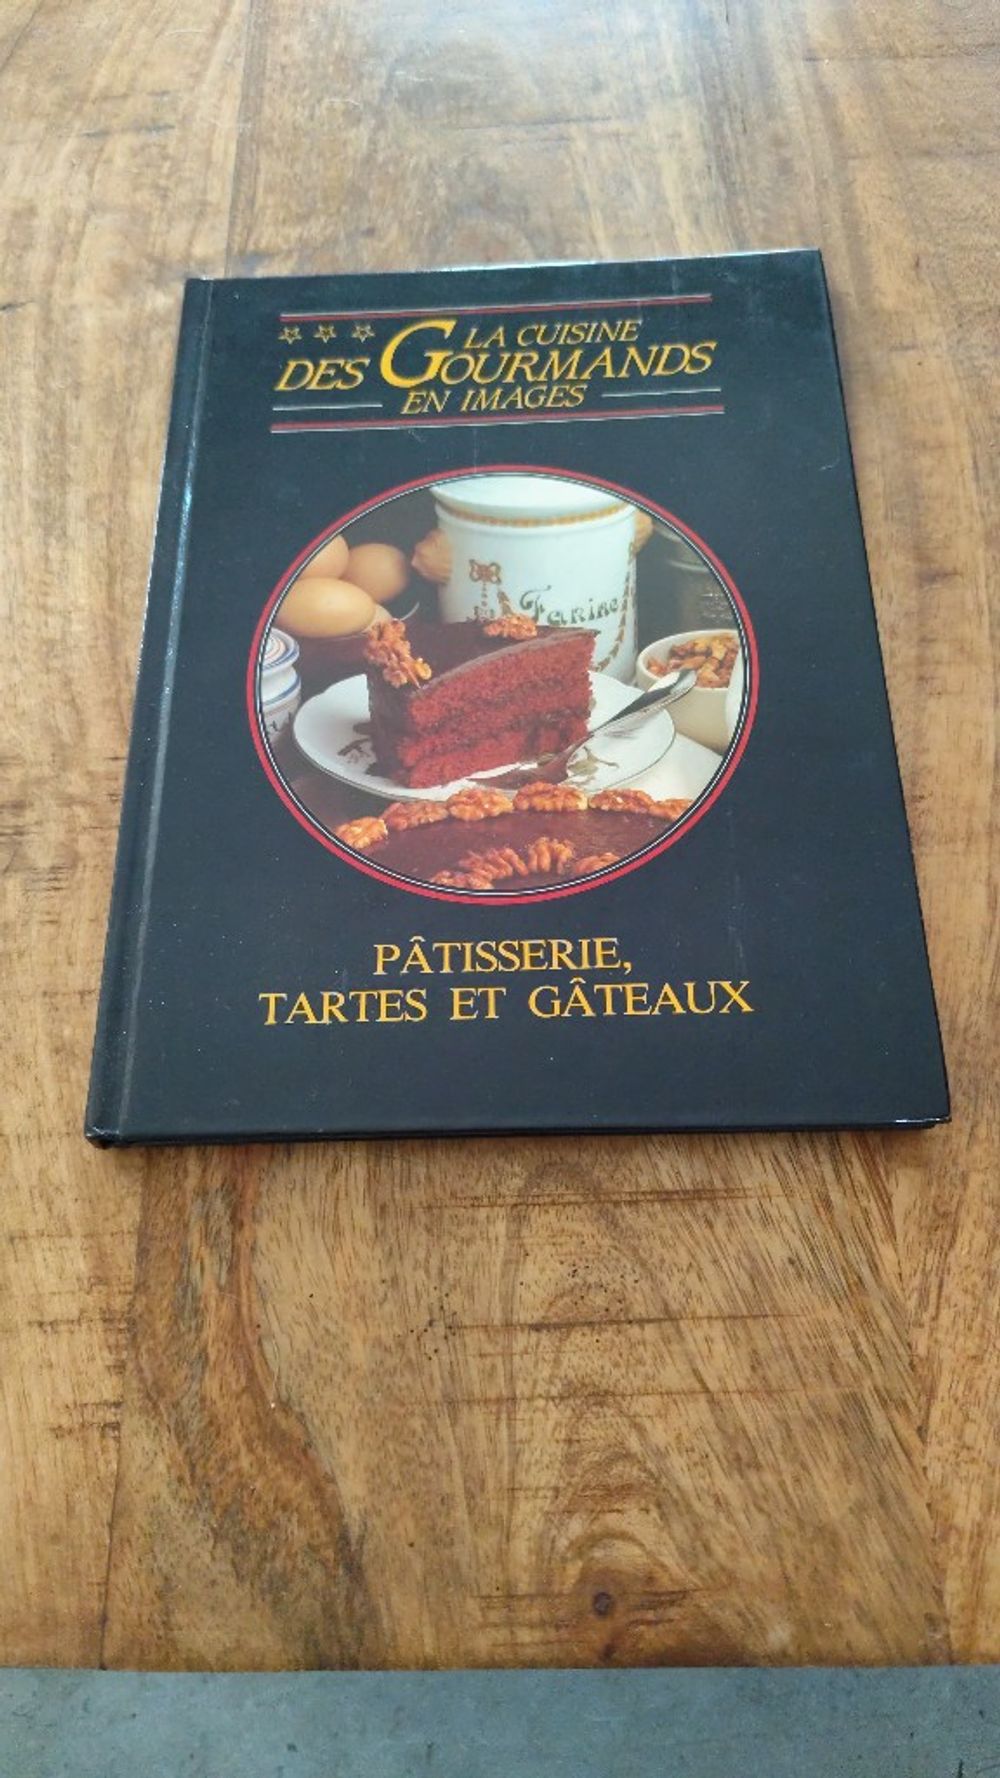 LA CUISINE
DES GOURMANDS
EN IMAGES
Farine
PÂTISSERIE,
TARTES ET GÂTEAUX